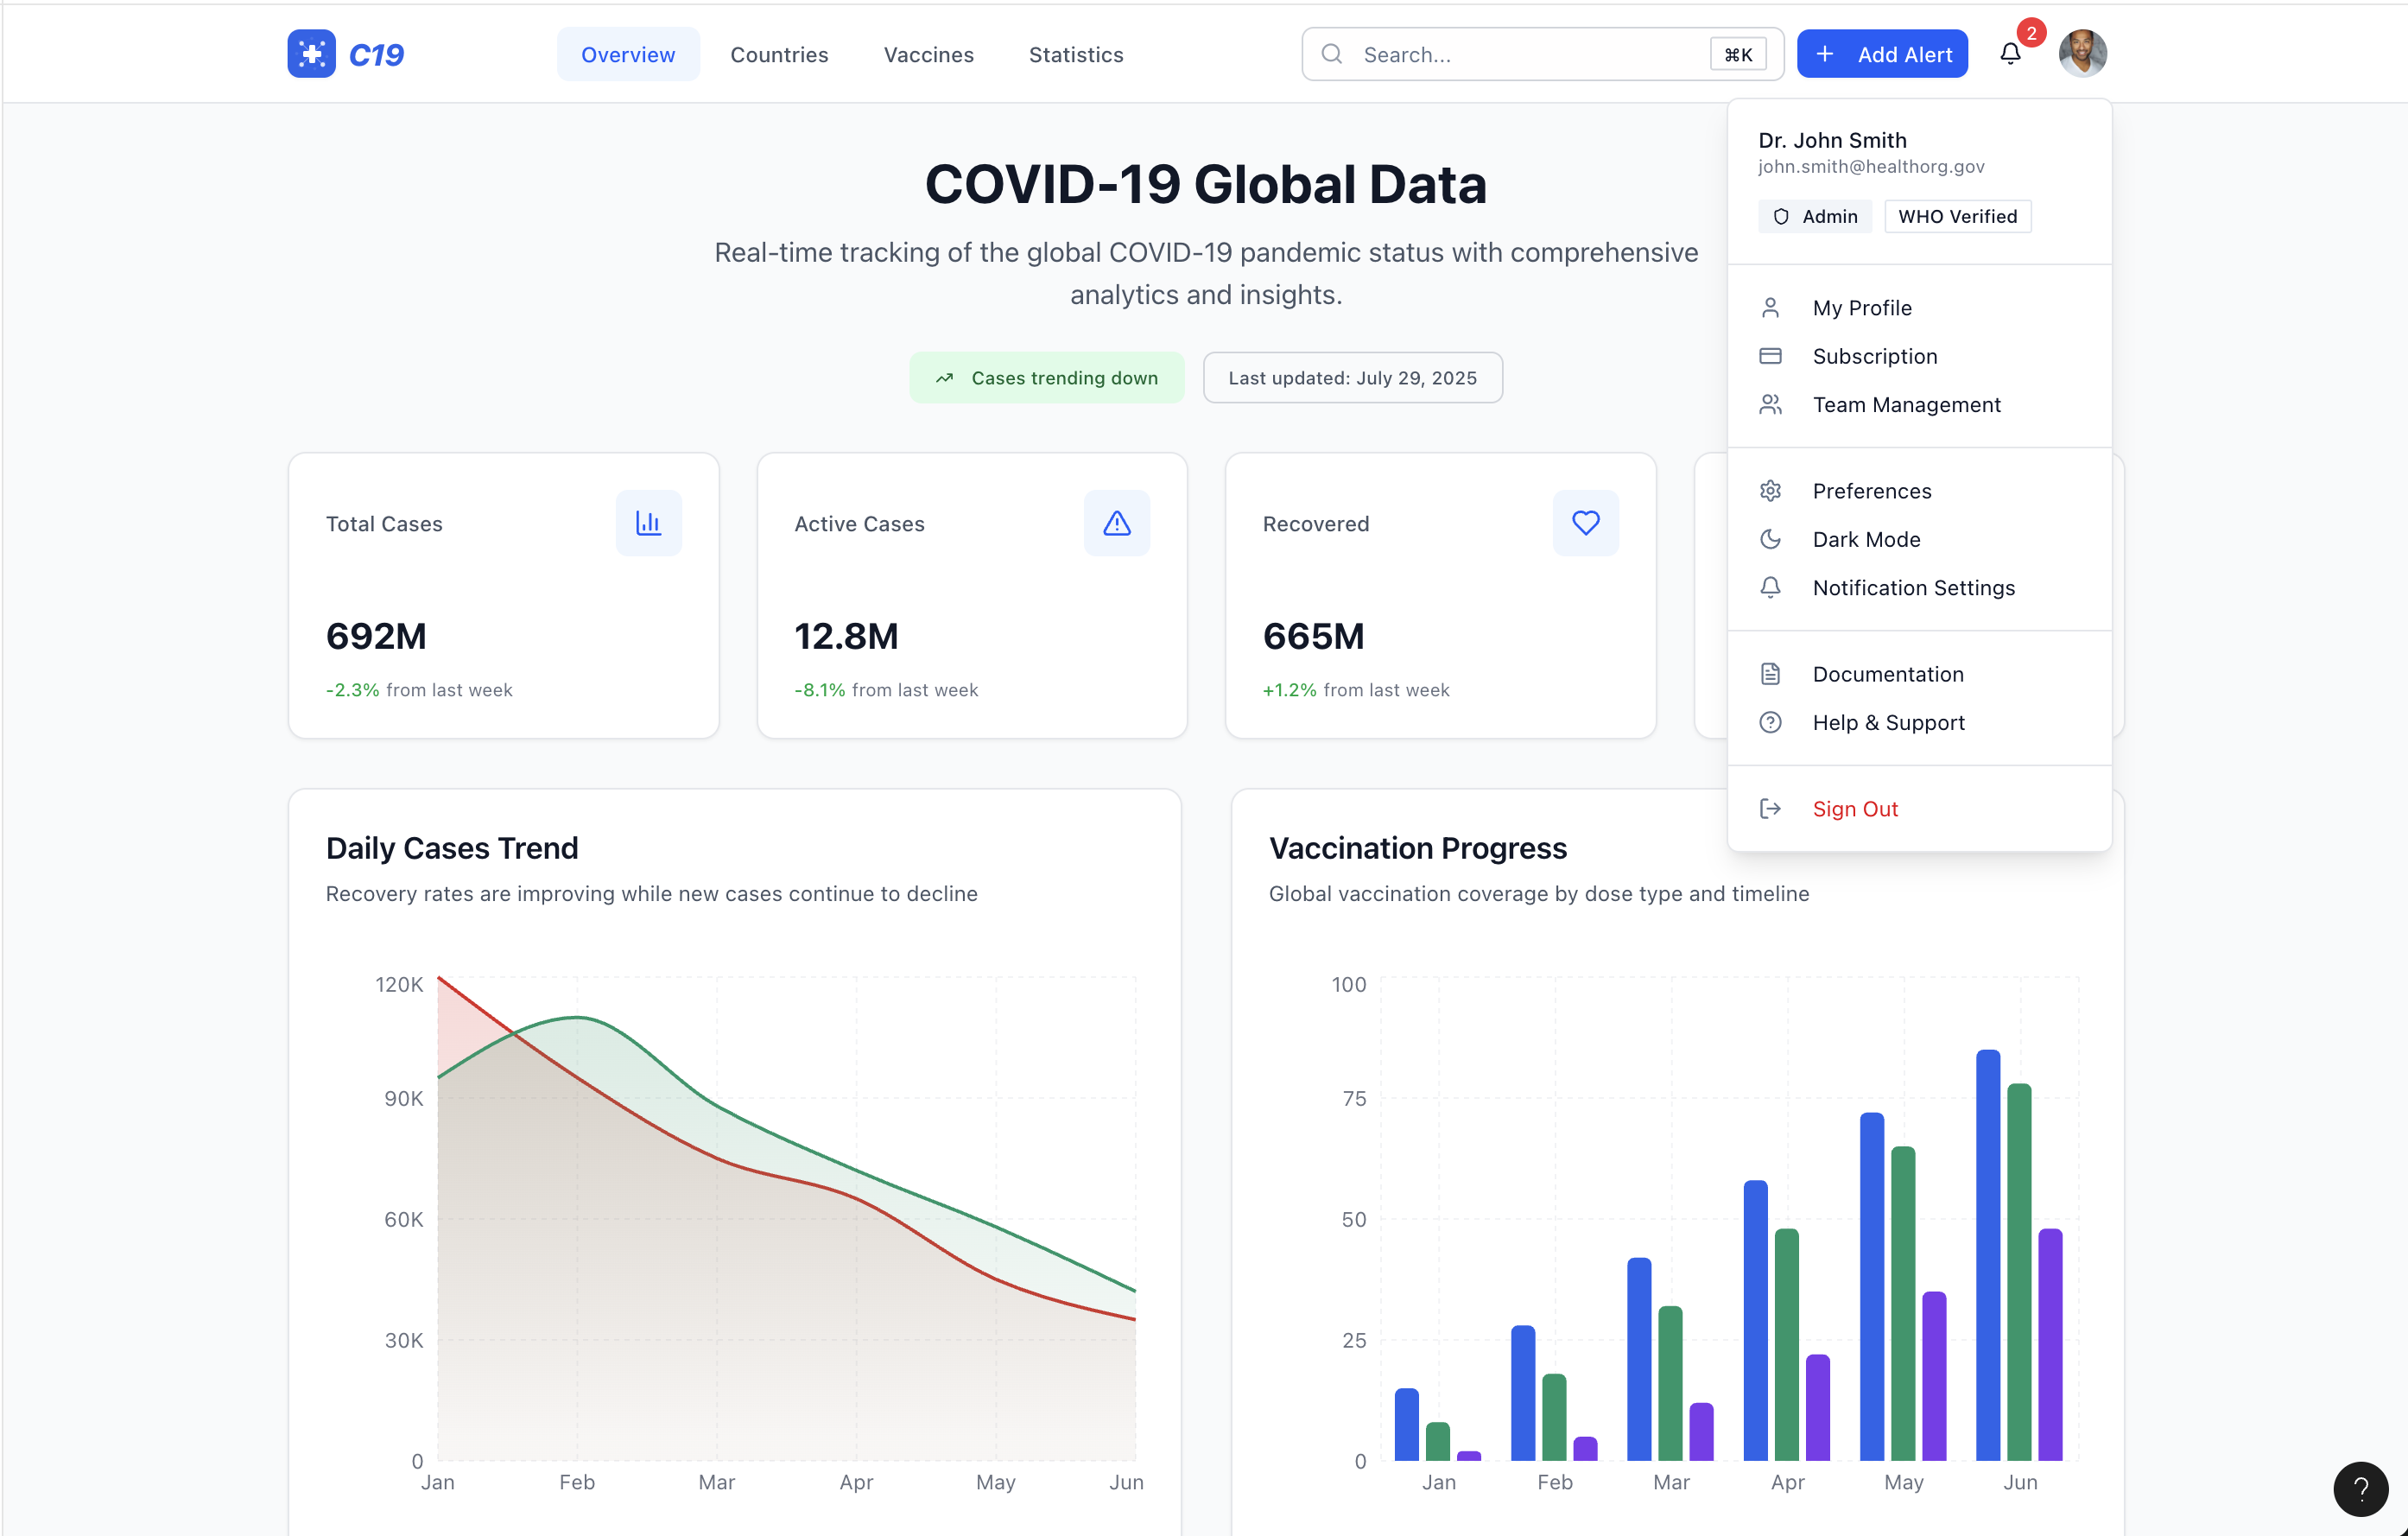 C19
Overview
Countries
Vaccines
Statistics
Search...
⌘K
Add Alert
2
Dr. John Smith
john.smith@healthorg.gov
Admin
WHO Verified
My Profile
Subscription
Team Management
Preferences
Dark Mode
Notification Settings
Documentation
Help & Support
Sign Out
COVID-19 Global Data
Real-time tracking of the global COVID-19 pandemic status with comprehensive
analytics and insights.
Cases trending down
Last updated: July 29, 2025
Total Cases
692M
-2.3% from last week
Active Cases
12.8M
-8.1% from last week
Recovered
665M
+1.2% from last week
Daily Cases Trend
Recovery rates are improving while new cases continue to decline
120K
90K
60K
30K
0
Jan
Feb
Mar
Apr
May
Jun
Vaccination Progress
Global vaccination coverage by dose type and timeline
100
75
50
25
0
Jan
Feb
Mar
Apr
May
Jun
?